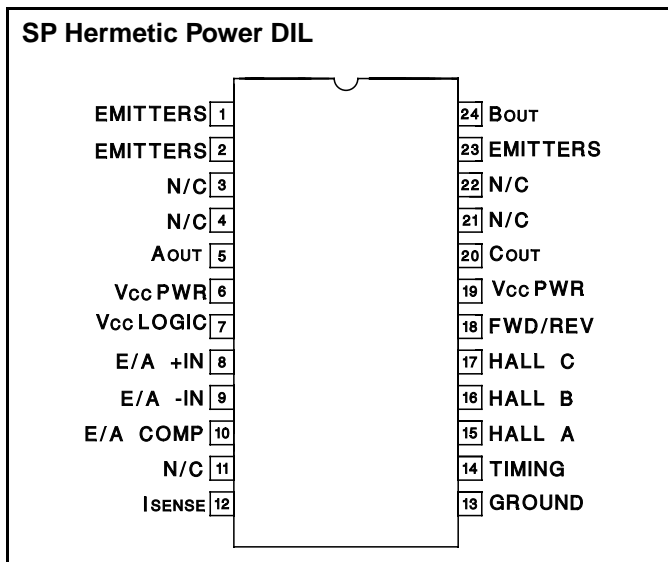 SP Hermetic Power DIL
EMITTERS 1
EMITTERS 2
N/C 3
N/C 4
AOUT 5
Vcc PWR 6
Vcc LOGIC 7
E/A +IN 8
E/A -IN 9
E/A COMP 10
N/C 11
ISENSE 12
24 BOUT
23 EMITTERS
22 N/C
21 N/C
20 COUT
19 Vcc PWR
18 FWD/REV
17 HALL C
16 HALL B
15 HALL A
14 TIMING
13 GROUND